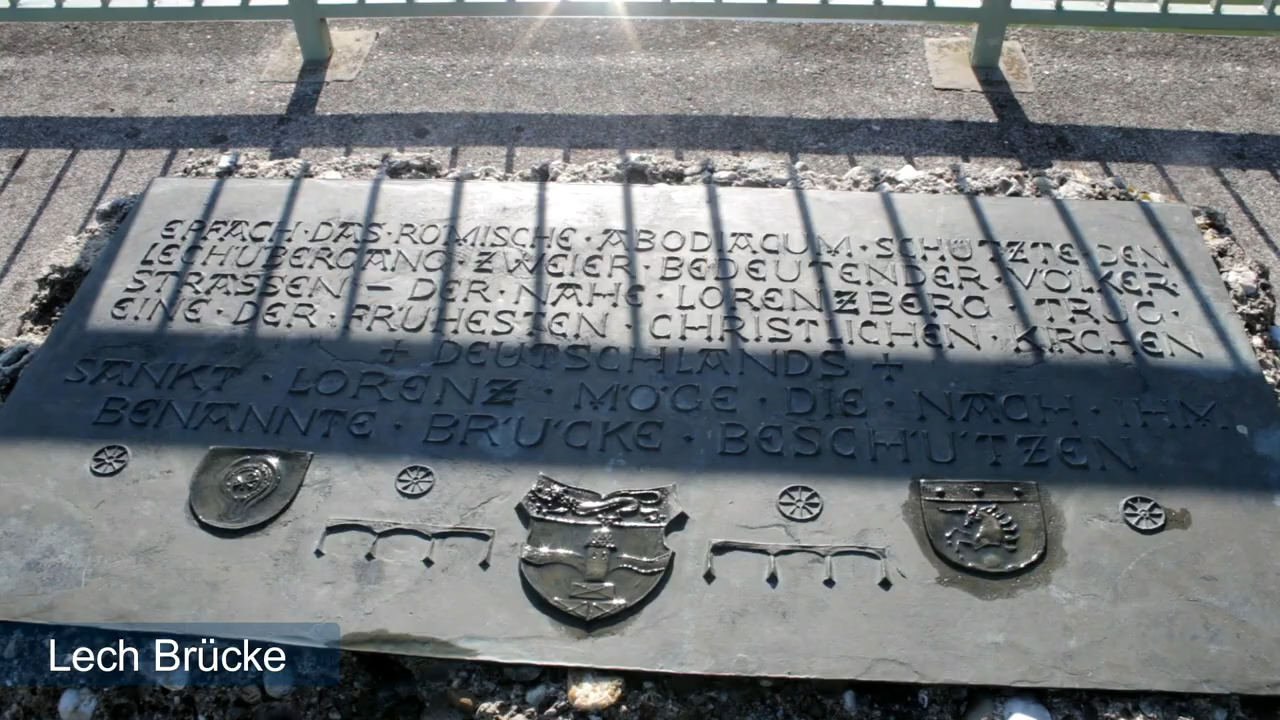 EPFACH · DAS · RÖMISCHE · ABODIACUM · SCHÜTZTE DEN
LECHÜBERGANG · ZWEIER · BEDEUTENDER · VÖLKER.
STRASSEN – DER · NAHE · LORENZBERG · TRUG ·
EINE · DER · FRÜHESTEN · CHRISTLICHEN · KIRCHEN
+ DEUTSCHLANDS +
SANKT · LORENZ · MÖGE · DIE · NACH · IHM.
BENANNTE · BRÜCKE · BESCHÜTZEN
Lech Brücke